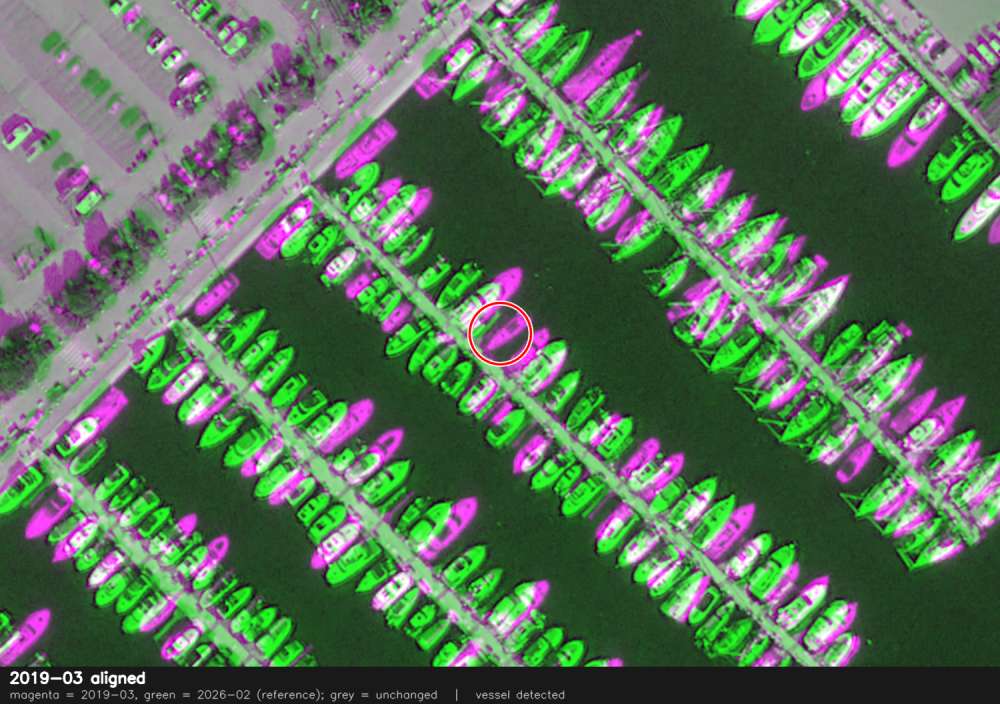 2019-03 aligned
magenta = 2019-03, green = 2026-02 (reference); grey = unchanged | vessel detected